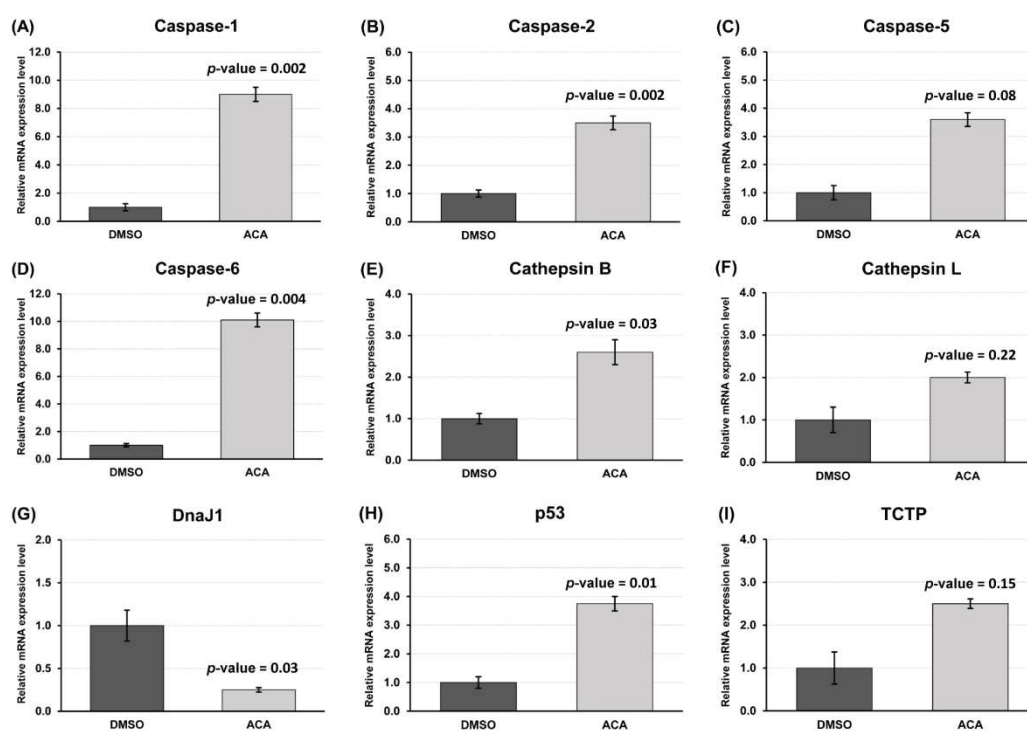 (A) Caspase-1
Relative mRNA expression level
12.0
10.0
8.0
6.0
4.0
2.0
0.0
p-value = 0.002
DMSO ACA
(B) Caspase-2
Relative mRNA expression level
6.0
5.0
4.0
3.0
2.0
1.0
0.0
p-value = 0.002
DMSO ACA
(C) Caspase-5
Relative mRNA expression level
6.0
5.0
4.0
3.0
2.0
1.0
0.0
p-value = 0.08
DMSO ACA
(D) Caspase-6
Relative mRNA expression level
12.0
10.0
8.0
6.0
4.0
2.0
0.0
p-value = 0.004
DMSO ACA
(E) Cathepsin B
Relative mRNA expression level
4.0
3.0
2.0
1.0
0.0
p-value = 0.03
DMSO ACA
(F) Cathepsin L
Relative mRNA expression level
4.0
3.0
2.0
1.0
0.0
p-value = 0.22
DMSO ACA
(G) DnaJ1
Relative mRNA expression level
2.0
1.5
1.0
0.5
0.0
p-value = 0.03
DMSO ACA
(H) p53
Relative mRNA expression level
6.0
5.0
4.0
3.0
2.0
1.0
0.0
p-value = 0.01
DMSO ACA
(I) TCTP
Relative mRNA expression level
4.0
3.0
2.0
1.0
0.0
p-value = 0.15
DMSO ACA